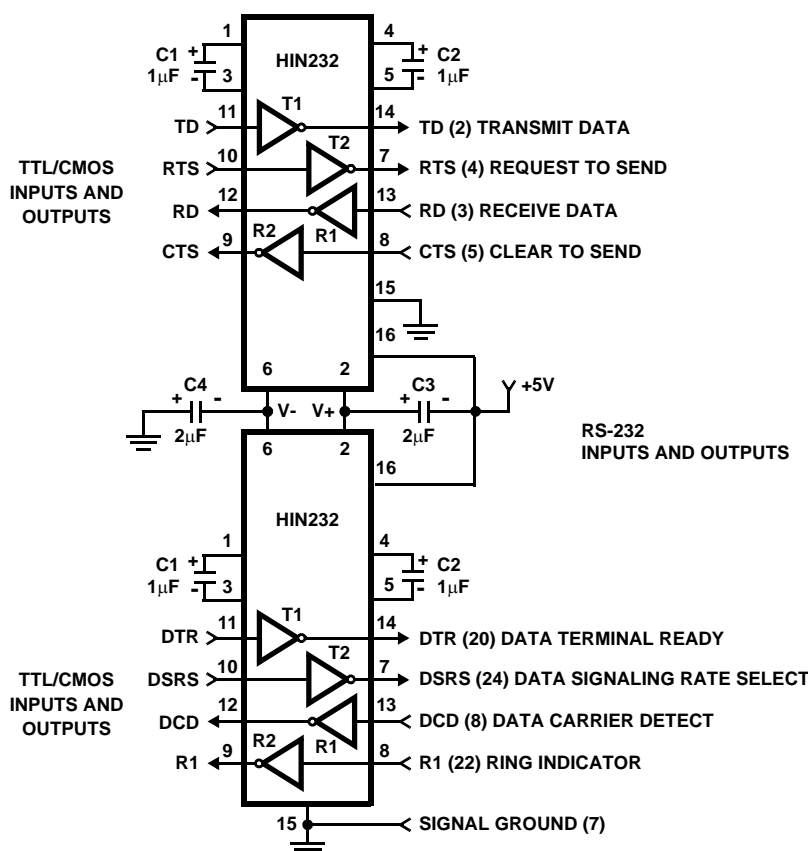 1 4
C1 + + C2
1µF - HIN232 - 1µF
3 5
11 T1 14
TD TD (2) TRANSMIT DATA
10 T2 7
RTS RTS (4) REQUEST TO SEND
TTL/CMOS
INPUTS AND
OUTPUTS
12 13
RD R1 RD (3) RECEIVE DATA
9 R2 8
CTS CTS (5) CLEAR TO SEND
15
16
6 2
C4 C3
+ - V- V+ + - +5V
2µF 2µF
RS-232
INPUTS AND OUTPUTS
6 2
16
HIN232
1 4
C1 + + C2
1µF - - 1µF
3 5
11 T1 14
DTR DTR (20) DATA TERMINAL READY
10 T2 7
DSRS DSRS (24) DATA SIGNALING RATE SELECT
TTL/CMOS
INPUTS AND
OUTPUTS
12 13
DCD R1 DCD (8) DATA CARRIER DETECT
9 R2 8
R1 R1 (22) RING INDICATOR
15 SIGNAL GROUND (7)